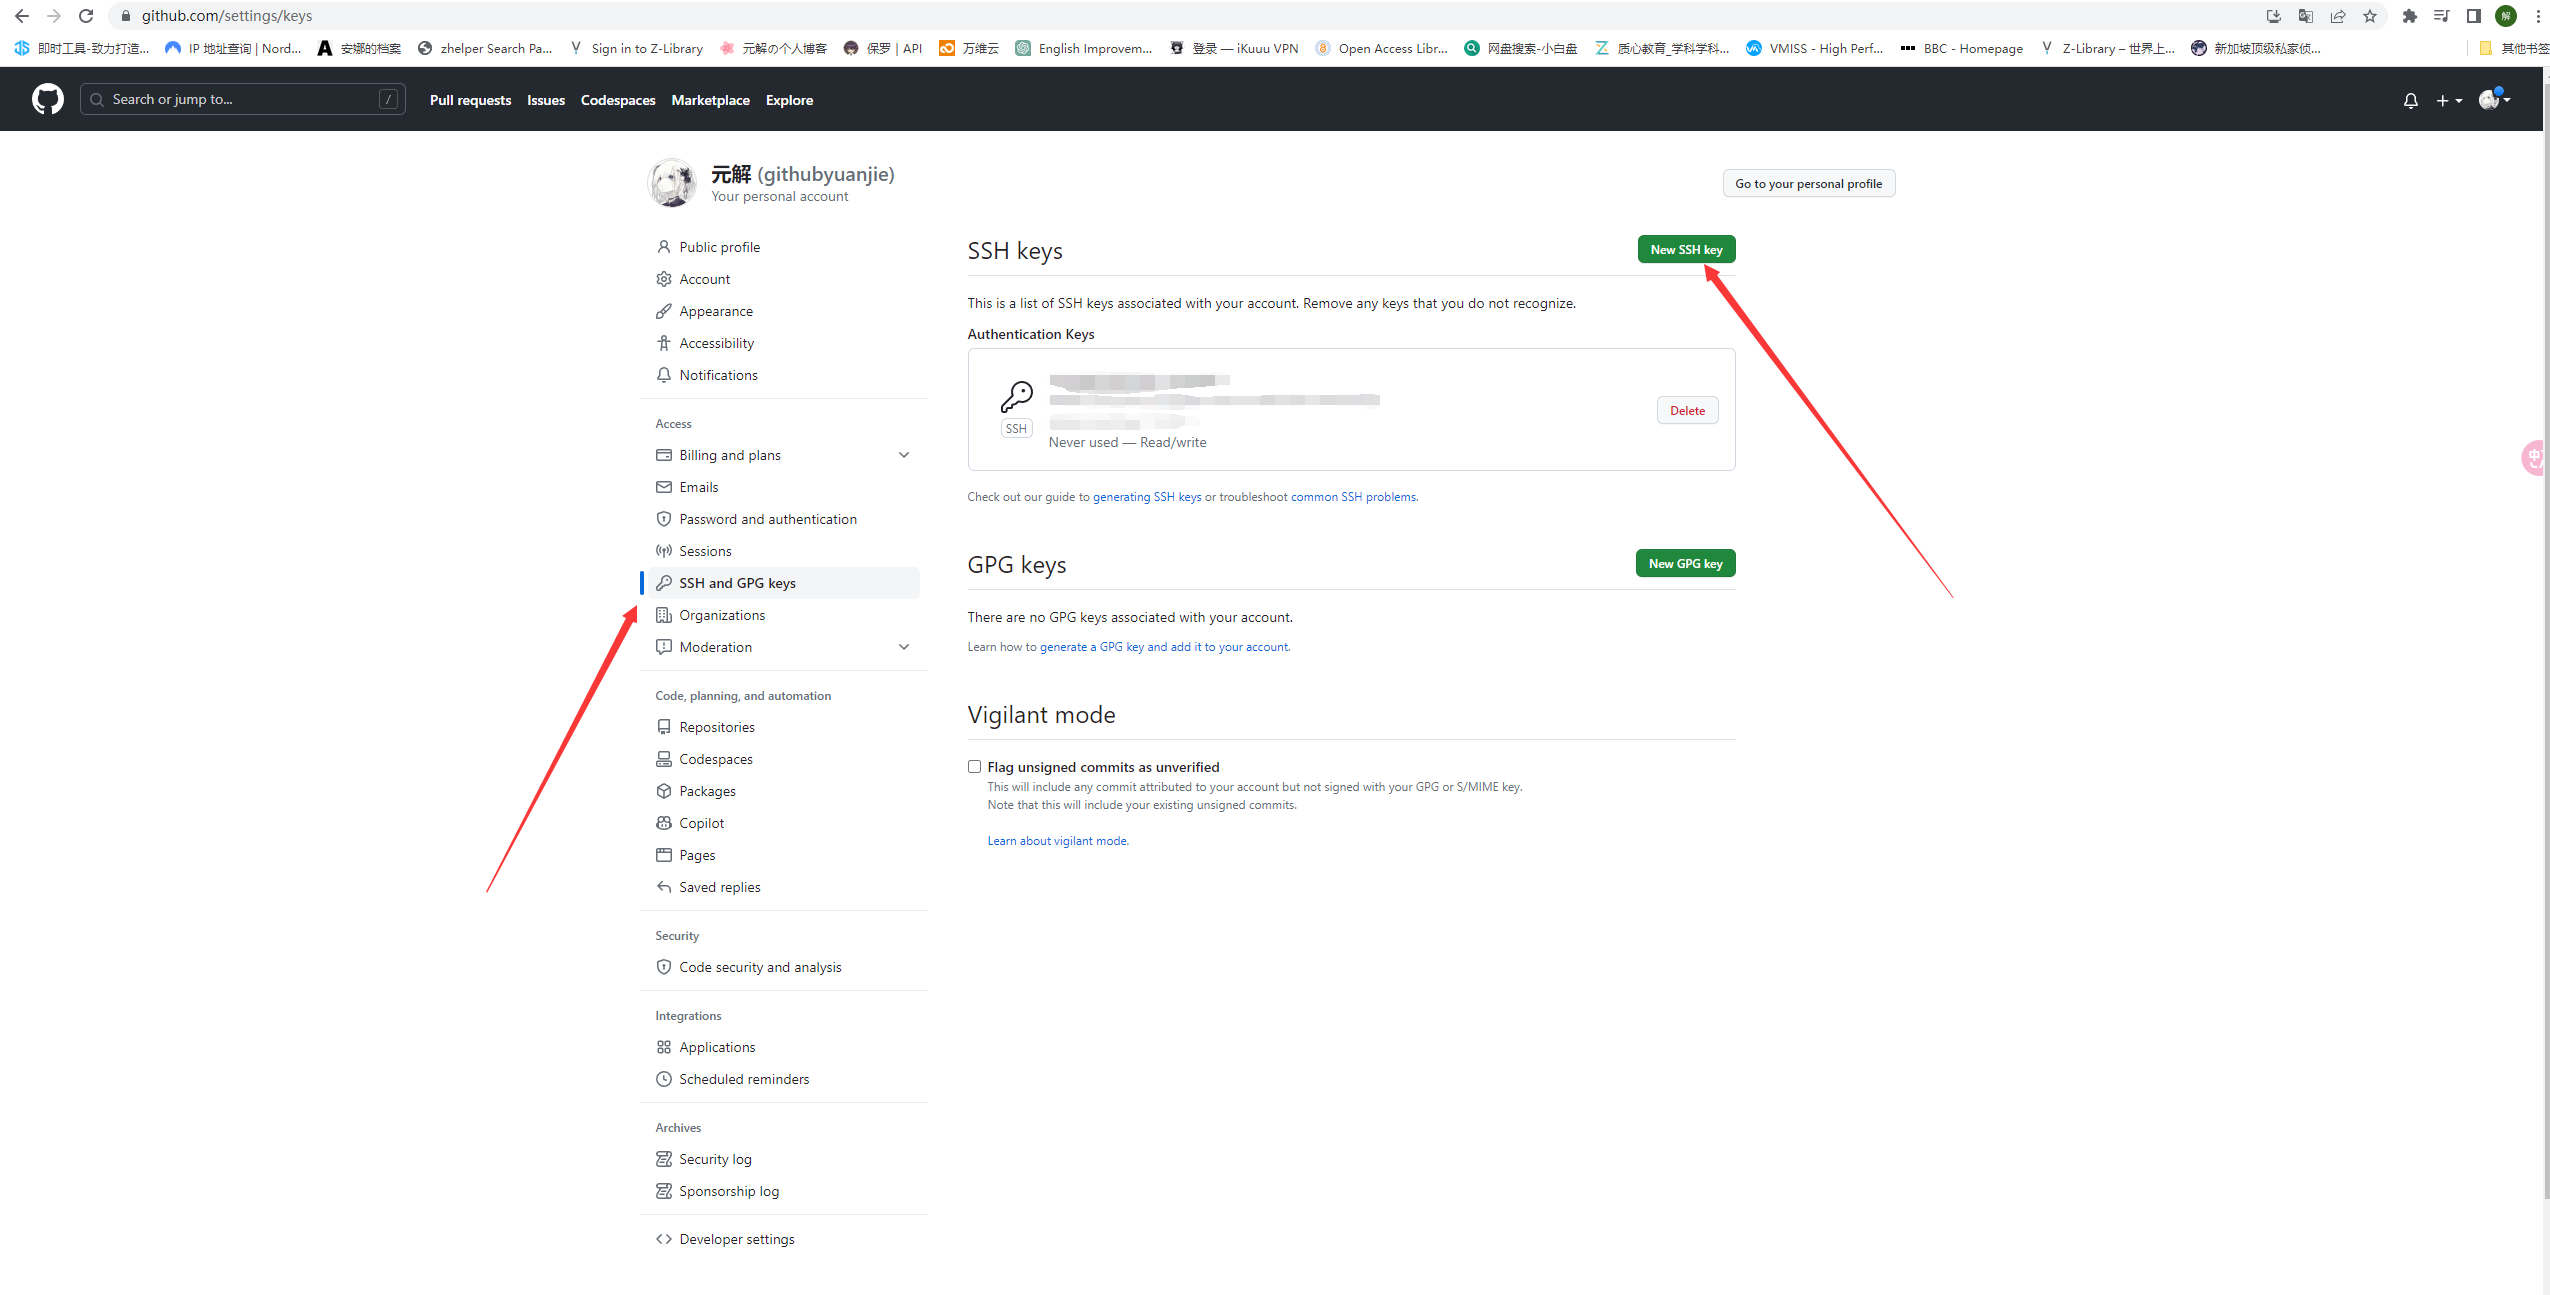 github.com/settings/keys
即时工具-致力打造... IP 地址查询 | Nord... 安娜的档案 zhelper Search Pa... Sign in to Z-Library 元解の个人博客 保罗 | API 万维云 English Improvem... 登录 — iKuuu VPN Open Access Libr... 网盘搜索-小白盘 质心教育_学科学科... VMISS - High Perf... BBC - Homepage Z-Library – 世界上... 新加坡顶级私家侦... 其他书签
Search or jump to... / Pull requests Issues Codespaces Marketplace Explore
元解 (githubyuanjie)
Your personal account
Go to your personal profile
Public profile
Account
Appearance
Accessibility
Notifications
Access
Billing and plans
Emails
Password and authentication
Sessions
SSH and GPG keys
Organizations
Moderation
Code, planning, and automation
Repositories
Codespaces
Packages
Copilot
Pages
Saved replies
Security
Code security and analysis
Integrations
Applications
Scheduled reminders
Archives
Security log
Sponsorship log
Developer settings
SSH keys
New SSH key
This is a list of SSH keys associated with your account. Remove any keys that you do not recognize.
Authentication Keys
SSH
Never used — Read/write
Delete
Check out our guide to generating SSH keys or troubleshoot common SSH problems.
GPG keys
New GPG key
There are no GPG keys associated with your account.
Learn how to generate a GPG key and add it to your account.
Vigilant mode
Flag unsigned commits as unverified
This will include any commit attributed to your account but not signed with your GPG or S/MIME key.
Note that this will include your existing unsigned commits.
Learn about vigilant mode.